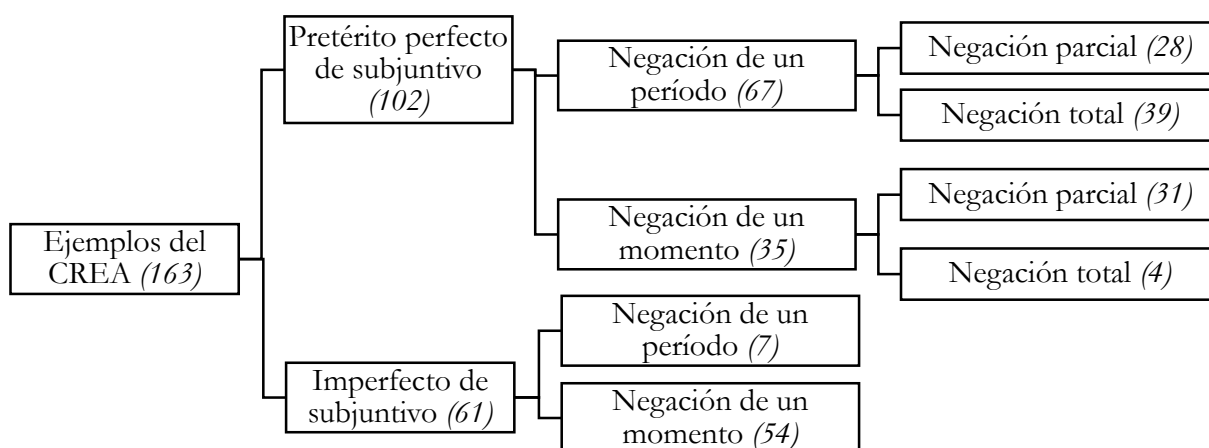 Pretérito perfecto
de subjuntivo
(102)
Negación de un
período (67)
Negación parcial (28)
Negación total (39)
Negación de un
momento (35)
Negación parcial (31)
Negación total (4)
Ejemplos del
CREA (163)
Imperfecto de
subjuntivo (61)
Negación de un
período (7)
Negación de un
momento (54)